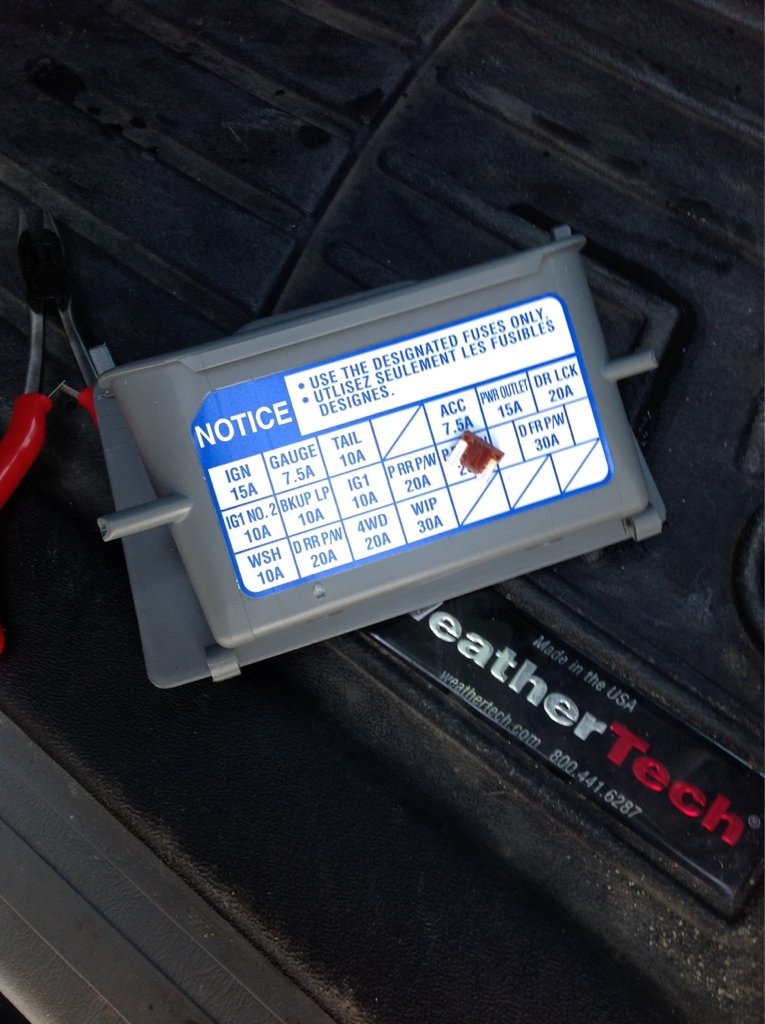 NOTICE
• USE THE DESIGNATED FUSES ONLY.
• UTLISEZ SEULEMENT LES FUSIBLES
DESIGNES.
IGN
15A
GAUGE
7.5A
TAIL
10A
ACC
7.5A
PWR OUTLET
15A
DR LCK
20A
IG1 NO. 2
10A
BKUP LP
10A
IG1
10A
P RR P/W
20A
D FR P/W
30A
WSH
10A
D RR P/W
20A
4WD
20A
WIP
30A
Made in the USA
WeatherTech®
weathertech.com 800.441.6287